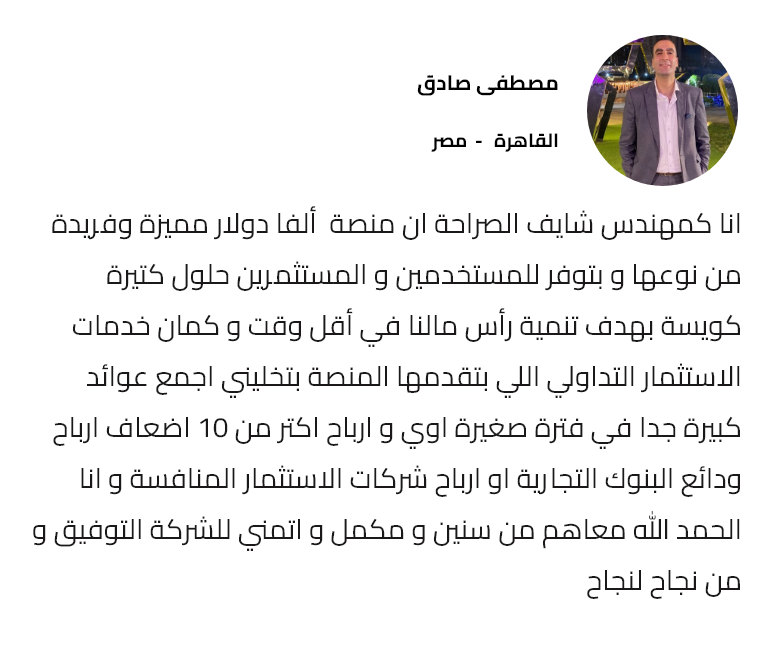 مصطفى صادق
القاهرة - مصر
انا كمهندس شايف الصراحة ان منصة ألفا دولار مميزة وفريدة
من نوعها و بتوفر للمستخدمين و المستثمرين حلول كتيرة
كويسة بهدف تنمية رأس مالنا في أقل وقت و كمان خدمات
الاستثمار التداولي اللي بتقدمها المنصة بتخليني اجمع عوائد
كبيرة جدا في فترة صغيرة اوي و ارباح اكتر من 10 اضعاف ارباح
ودائع البنوك التجارية او ارباح شركات الاستثمار المنافسة و انا
الحمد الله معاهم من سنين و مكمل و اتمني للشركة التوفيق و
من نجاح لنجاح